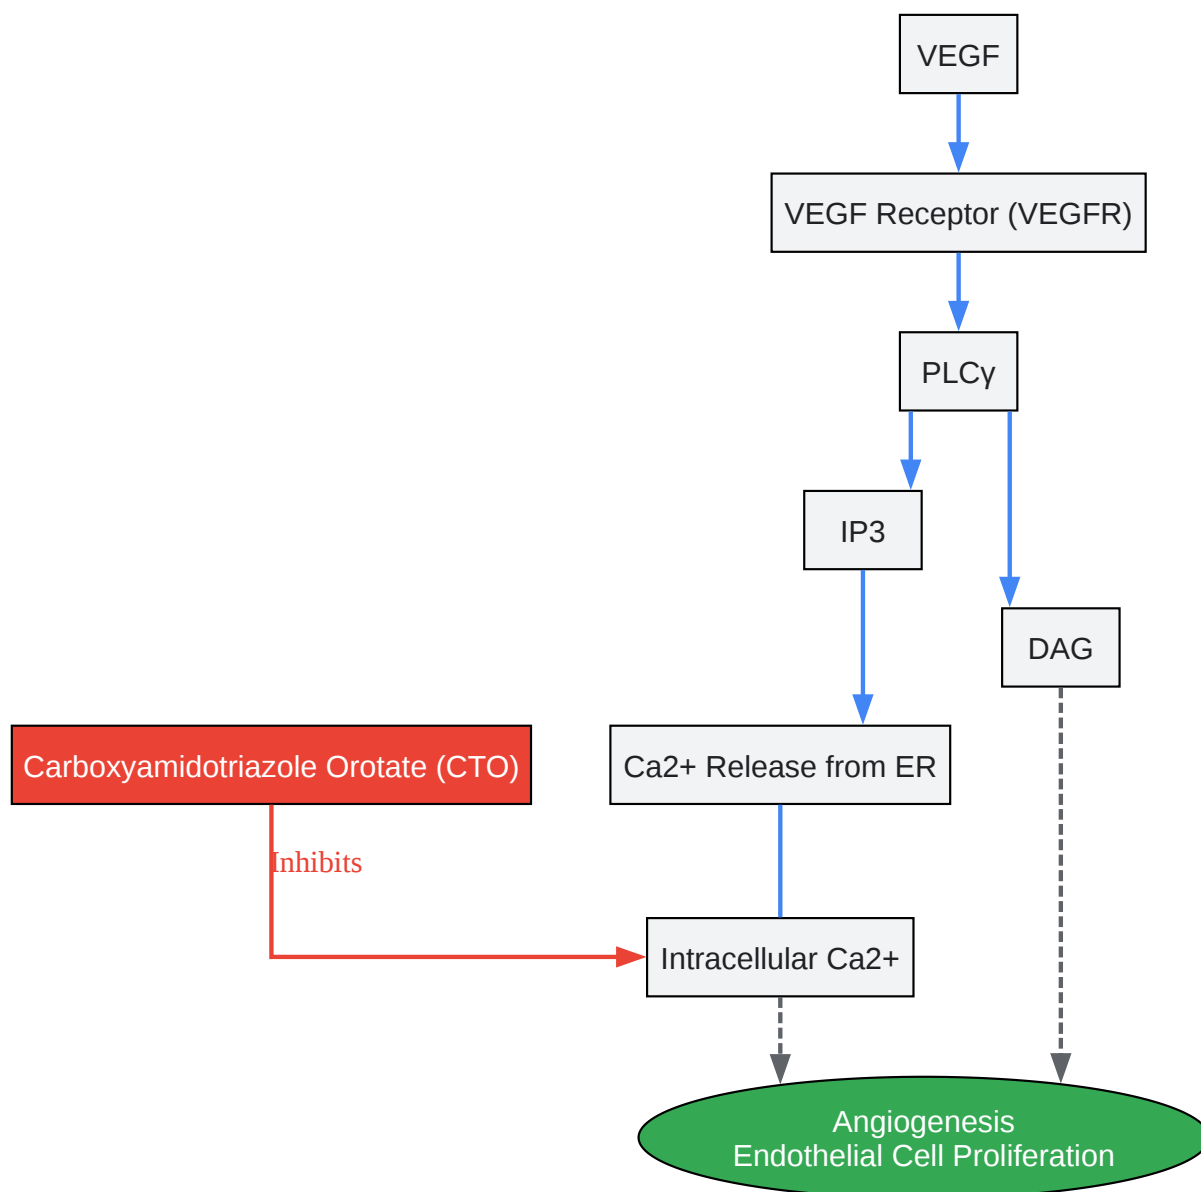 VEGF
VEGF Receptor (VEGFR)
PLCγ
IP3
DAG
Carboxyamidotriazole Orotate (CTO)
Ca2+ Release from ER
Inhibits
Intracellular Ca2+
Angiogenesis
Endothelial Cell Proliferation